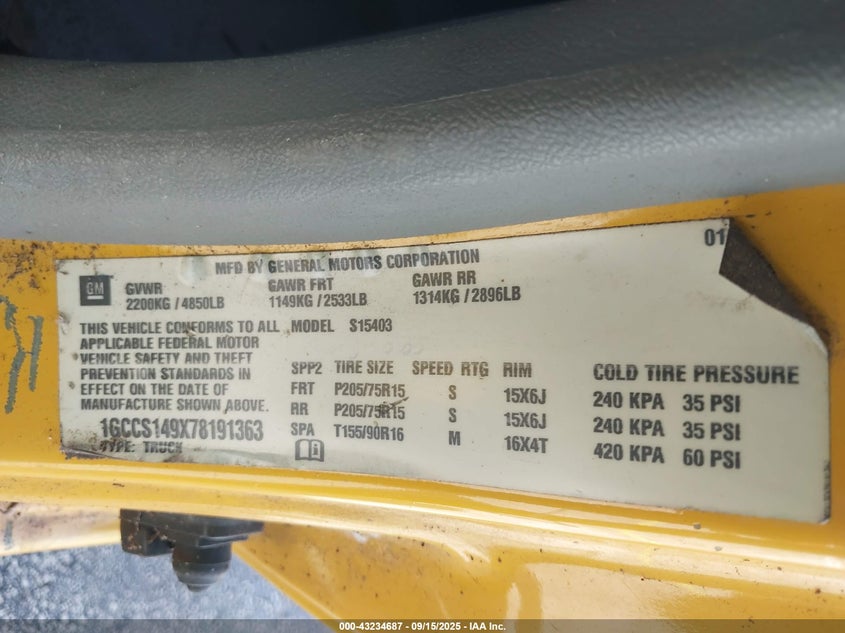 MFD BY GENERAL MOTORS CORPORATION
01
GM
GVWR
2200KG / 4850LB
GAWR FRT
1149KG / 2533LB
GAWR RR
1314KG / 2896LB
THIS VEHICLE CONFORMS TO ALL
APPLICABLE FEDERAL MOTOR
VEHICLE SAFETY AND THEFT
PREVENTION STANDARDS IN
EFFECT ON THE DATE OF
MANUFACTURE SHOWN ABOVE.
1GCCS149X78191363
TYPE: TRUCK
MODEL S15403
SPP2 TIRE SIZE SPEED RTG RIM COLD TIRE PRESSURE
FRT P205/75R15 S 15X6J 240 KPA 35 PSI
RR P205/75R15 S 15X6J 240 KPA 35 PSI
SPA T155/90R16 M 16X4T 420 KPA 60 PSI
000-43234687 - 09/15/2025 - IAA Inc.